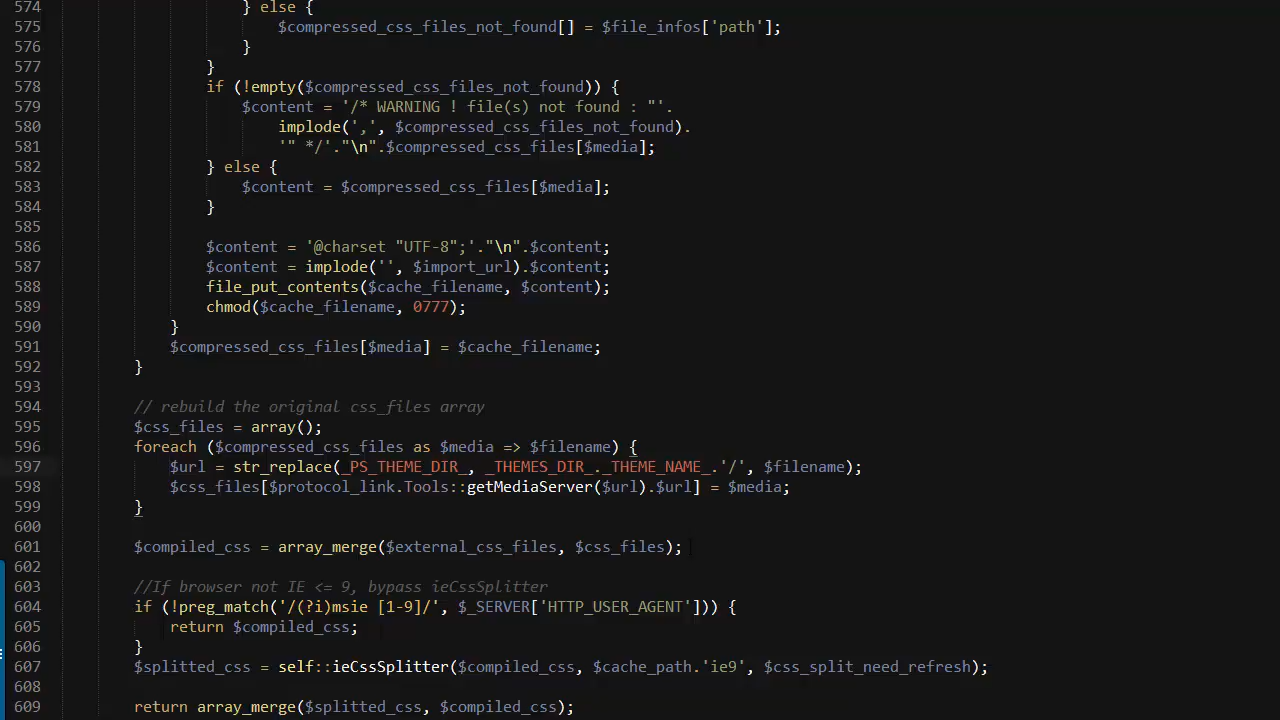 574 } else {
575 $compressed_css_files_not_found[] = $file_infos['path'];
576 }
577 }
578 if (!empty($compressed_css_files_not_found)) {
579 $content = '/* WARNING ! file(s) not found : "'.
580 implode(',', $compressed_css_files_not_found).
581 '" */'."\n".$compressed_css_files[$media];
582 } else {
583 $content = $compressed_css_files[$media];
584 }
585
586 $content = '@charset "UTF-8";'."\n".$content;
587 $content = implode('', $import_url).$content;
588 file_put_contents($cache_filename, $content);
589 chmod($cache_filename, 0777);
590 }
591 $compressed_css_files[$media] = $cache_filename;
592 }
593
594 // rebuild the original css_files array
595 $css_files = array();
596 foreach ($compressed_css_files as $media => $filename) {
597 $url = str_replace(_PS_THEME_DIR_, _THEMES_DIR_._THEME_NAME_.'/', $filename);
598 $css_files[$protocol_link.Tools::getMediaServer($url).$url] = $media;
599 }
600
601 $compiled_css = array_merge($external_css_files, $css_files);
602
603 //If browser not IE <= 9, bypass ieCssSplitter
604 if (!preg_match('/(?i)msie [1-9]/', $_SERVER['HTTP_USER_AGENT'])) {
605 return $compiled_css;
606 }
607 $splitted_css = self::ieCssSplitter($compiled_css, $cache_path.'ie9', $css_split_need_refresh);
608
609 return array_merge($splitted_css, $compiled_css);